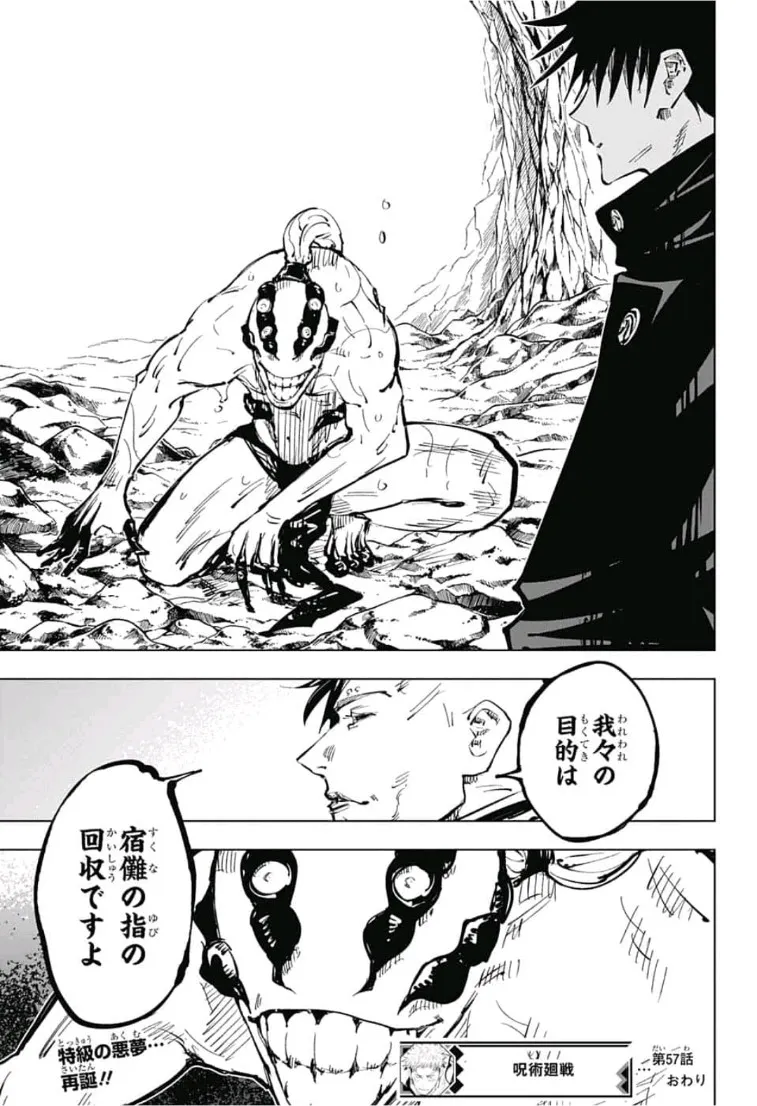 我々の
目的は
宿儺の指の
回収ですよ
特級の悪夢…
再誕!!
呪術廻戦
…第57話
おわり